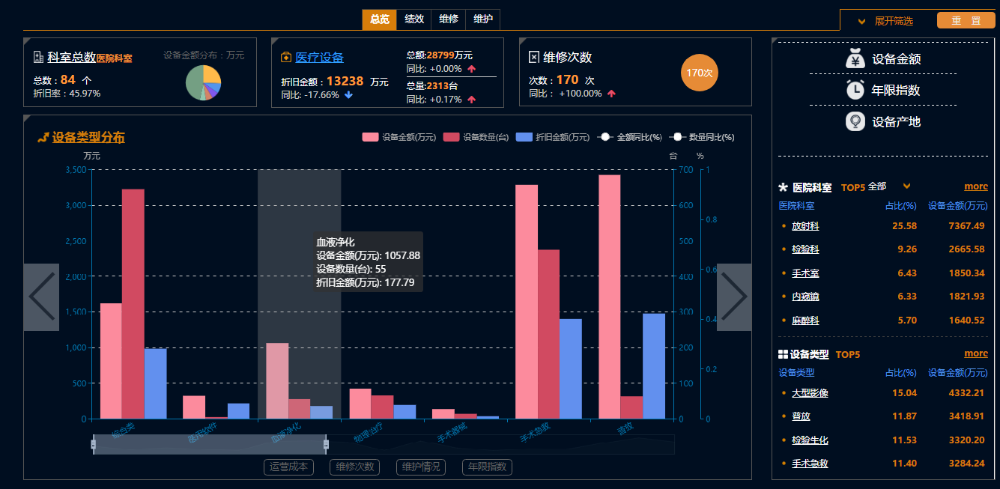 总览 绩效 维修 维护
展开筛选 重 置
科室总数医院科室 设备金额分布：万元
总数：84 个
折旧率：45.97%
医疗设备
折旧金额：13238 万元
同比: -17.66%
总额:28799万元
同比: +0.00%
总量:2313台
同比: +0.17%
维修次数
次数：170 次
同比： +100.00%
170次
设备金额
年限指数
设备产地
设备类型分布
设备金额(万元) 设备数量(台) 折旧金额(万元) 金额同比(%) 数量同比(%)
万元 台 %
3,500 700 1
3,000 600
0.8
2,500 500
2,000 400
0.6
1,500 300
0.4
1,000 200
0.2
500 100
0 0 0
血液净化
设备金额(万元): 1057.88
设备数量(台): 55
折旧金额(万元): 177.79
综合类 医用软件 血液净化 物理治疗 手术器械 手术急救 普放
运营成本 维修次数 维护情况 年限指数
医院科室 TOP5 全部 more
医院科室 占比(%) 设备金额(万元)
放射科 25.58 7367.49
检验科 9.26 2665.58
手术室 6.43 1850.34
内窥镜 6.33 1821.93
麻醉科 5.70 1640.52
设备类型 TOP5 more
设备类型 占比(%) 设备金额(万元)
大型影像 15.04 4332.21
普放 11.87 3418.91
检验生化 11.53 3320.20
手术急救 11.40 3284.24